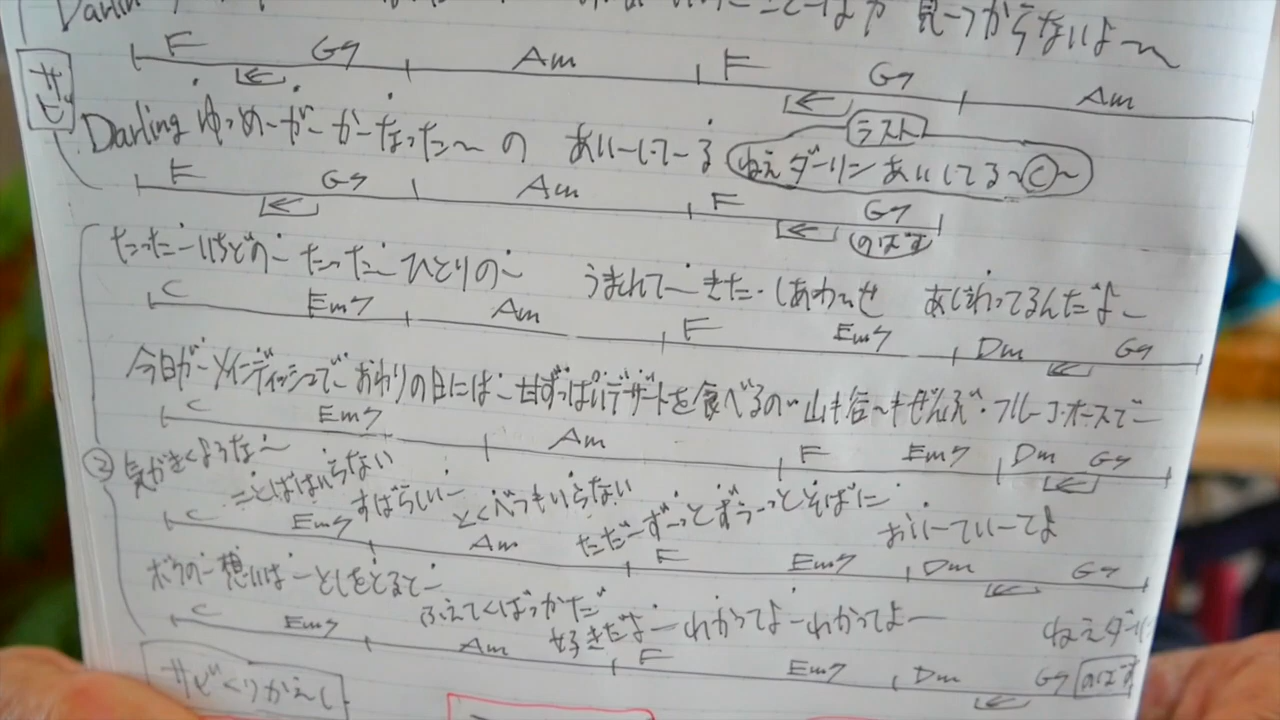 Darling 見ーつからないよ〜
F G7 Am F G7 Am
サビ
Darling ゆっめーがーかーなった〜の あいーしてーる
ラスト
ねえダーリンあいしてる〜C〜
F G7 Am F G7
のばす
たったーいちどのー たった〜ひとりのー うまれてーきた・しあわ〜せ あじわってるんだよ〜
C Em7 Am F Em7 Dm G7
今日がーメインディッシュでーおわりの日には〜甘ずっぱいデザートを食べるの〜山も谷〜もぜんぶ・フルーコ・オースでー
C Em7 Am F Em7 Dm G7
② 気がきくような〜 ことばはいらない すばらしいー とくべつもいらない ただ〜ずーっとずうーっとそばに おいーていーてよ
C Em7 Am F Em7 Dm G7
ボクのー想いはーとしをとるてー ふえてくばっかだ 好きだよーわかってよーわかってよー ねえダー
C Em7 Am F Em7 Dm G7 のばす
サビくりかえし